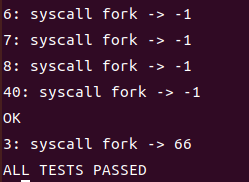 6: syscall fork -> -1
7: syscall fork -> -1
8: syscall fork -> -1
40: syscall fork -> -1
OK
3: syscall fork -> 66
ALL TESTS PASSED